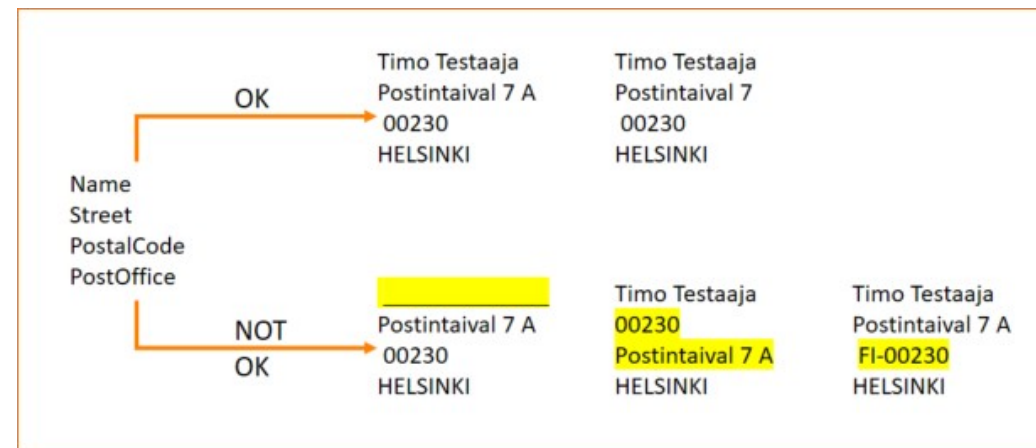 Timo Testaaja
Postintaival 7 A
00230
HELSINKI
Timo Testaaja
Postintaival 7
00230
HELSINKI
OK
Name
Street
PostalCode
PostOffice
NOT
OK
Postintaival 7 A
00230
HELSINKI
Timo Testaaja
00230
Postintaival 7 A
HELSINKI
Timo Testaaja
Postintaival 7 A
FI-00230
HELSINKI